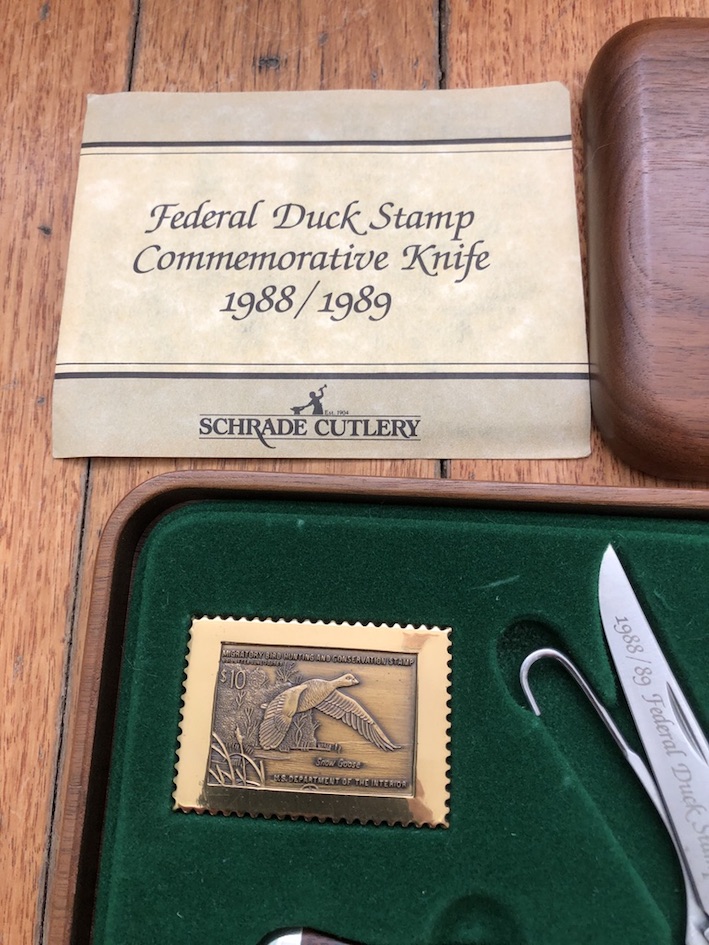 Federal Duck Stamp
Commemorative Knife
1988/1989
Est. 1904
SCHRADE CUTLERY
MIGRATORY BIRD HUNTING AND CONSERVATION STAMP
$10
Snow Goose
U.S. DEPARTMENT OF THE INTERIOR
1988/89 Federal Duck Stamp